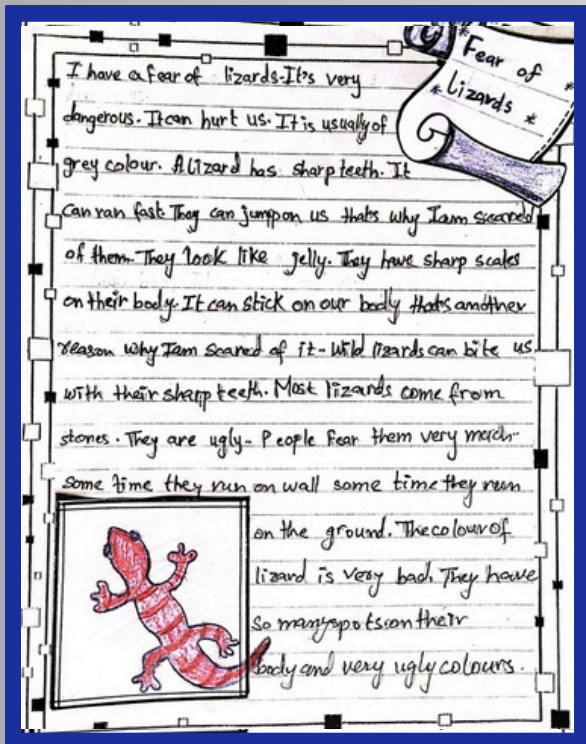 Fear of
* lizards *
I have a fear of lizards. It's very
dangerous. It can hurt us. It is usually of
grey colour. A lizard has sharp teeth. It
can ran fast. They can jump on us that's why I am scared
of them. They look like jelly. They have sharp scales
on their body. It can stick on our body that's another
reason why I am scared of it.. Wild lizards can bite us
with their sharp teeth. Most lizards come from
stones. They are ugly.. People fear them very much..
Some time they run on wall some time they run
on the ground. The colour of
lizard is very bad. They have
so many spots on their
body and very ugly colours.